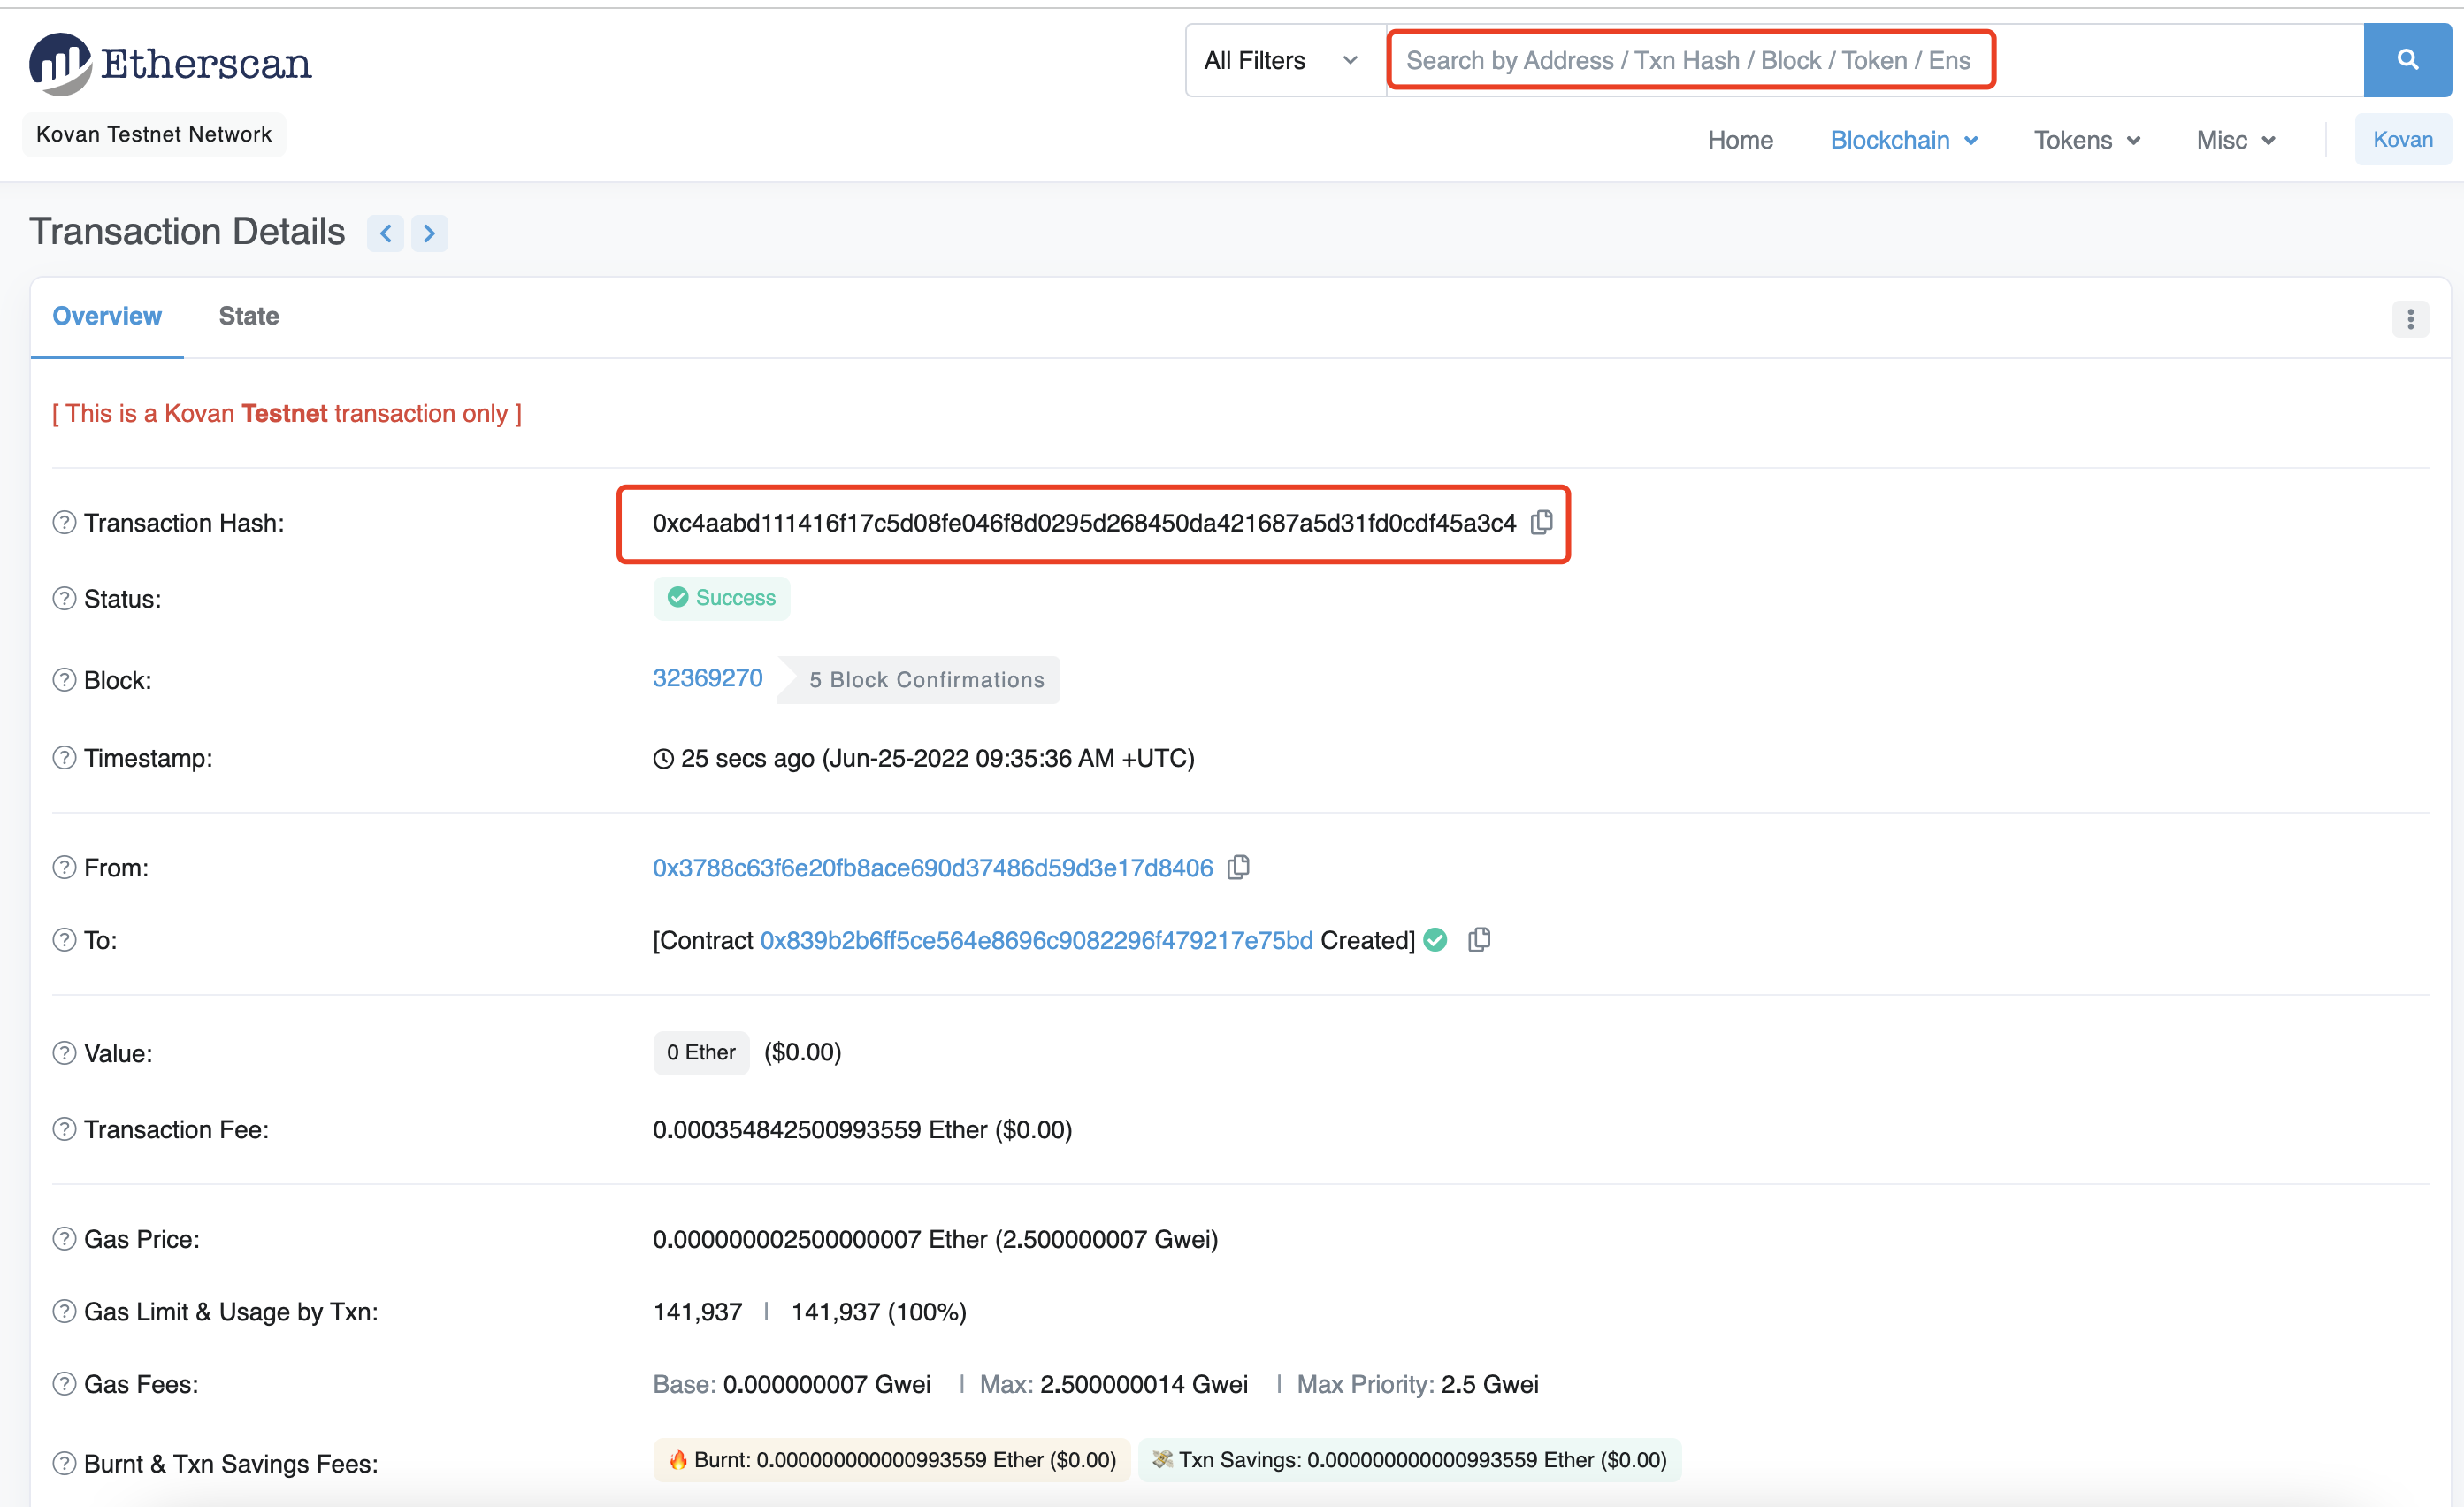 Etherscan
All Filters
Search by Address / Txn Hash / Block / Token / Ens
Kovan Testnet Network
Home Blockchain Tokens Misc Kovan
Transaction Details
Overview State
[ This is a Kovan Testnet transaction only ]
Transaction Hash: 0xc4aabd111416f17c5d08fe046f8d0295d268450da421687a5d31fd0cdf45a3c4
Status: Success
Block: 32369270 5 Block Confirmations
Timestamp: 25 secs ago (Jun-25-2022 09:35:36 AM +UTC)
From: 0x3788c63f6e20fb8ace690d37486d59d3e17d8406
To: [Contract 0x839b2b6ff5ce564e8696c9082296f479217e75bd Created]
Value: 0 Ether ($0.00)
Transaction Fee: 0.000354842500993559 Ether ($0.00)
Gas Price: 0.000000002500000007 Ether (2.500000007 Gwei)
Gas Limit & Usage by Txn: 141,937 | 141,937 (100%)
Gas Fees: Base: 0.000000007 Gwei | Max: 2.500000014 Gwei | Max Priority: 2.5 Gwei
Burnt & Txn Savings Fees: 🔥 Burnt: 0.000000000000993559 Ether ($0.00) 💸 Txn Savings: 0.000000000000993559 Ether ($0.00)